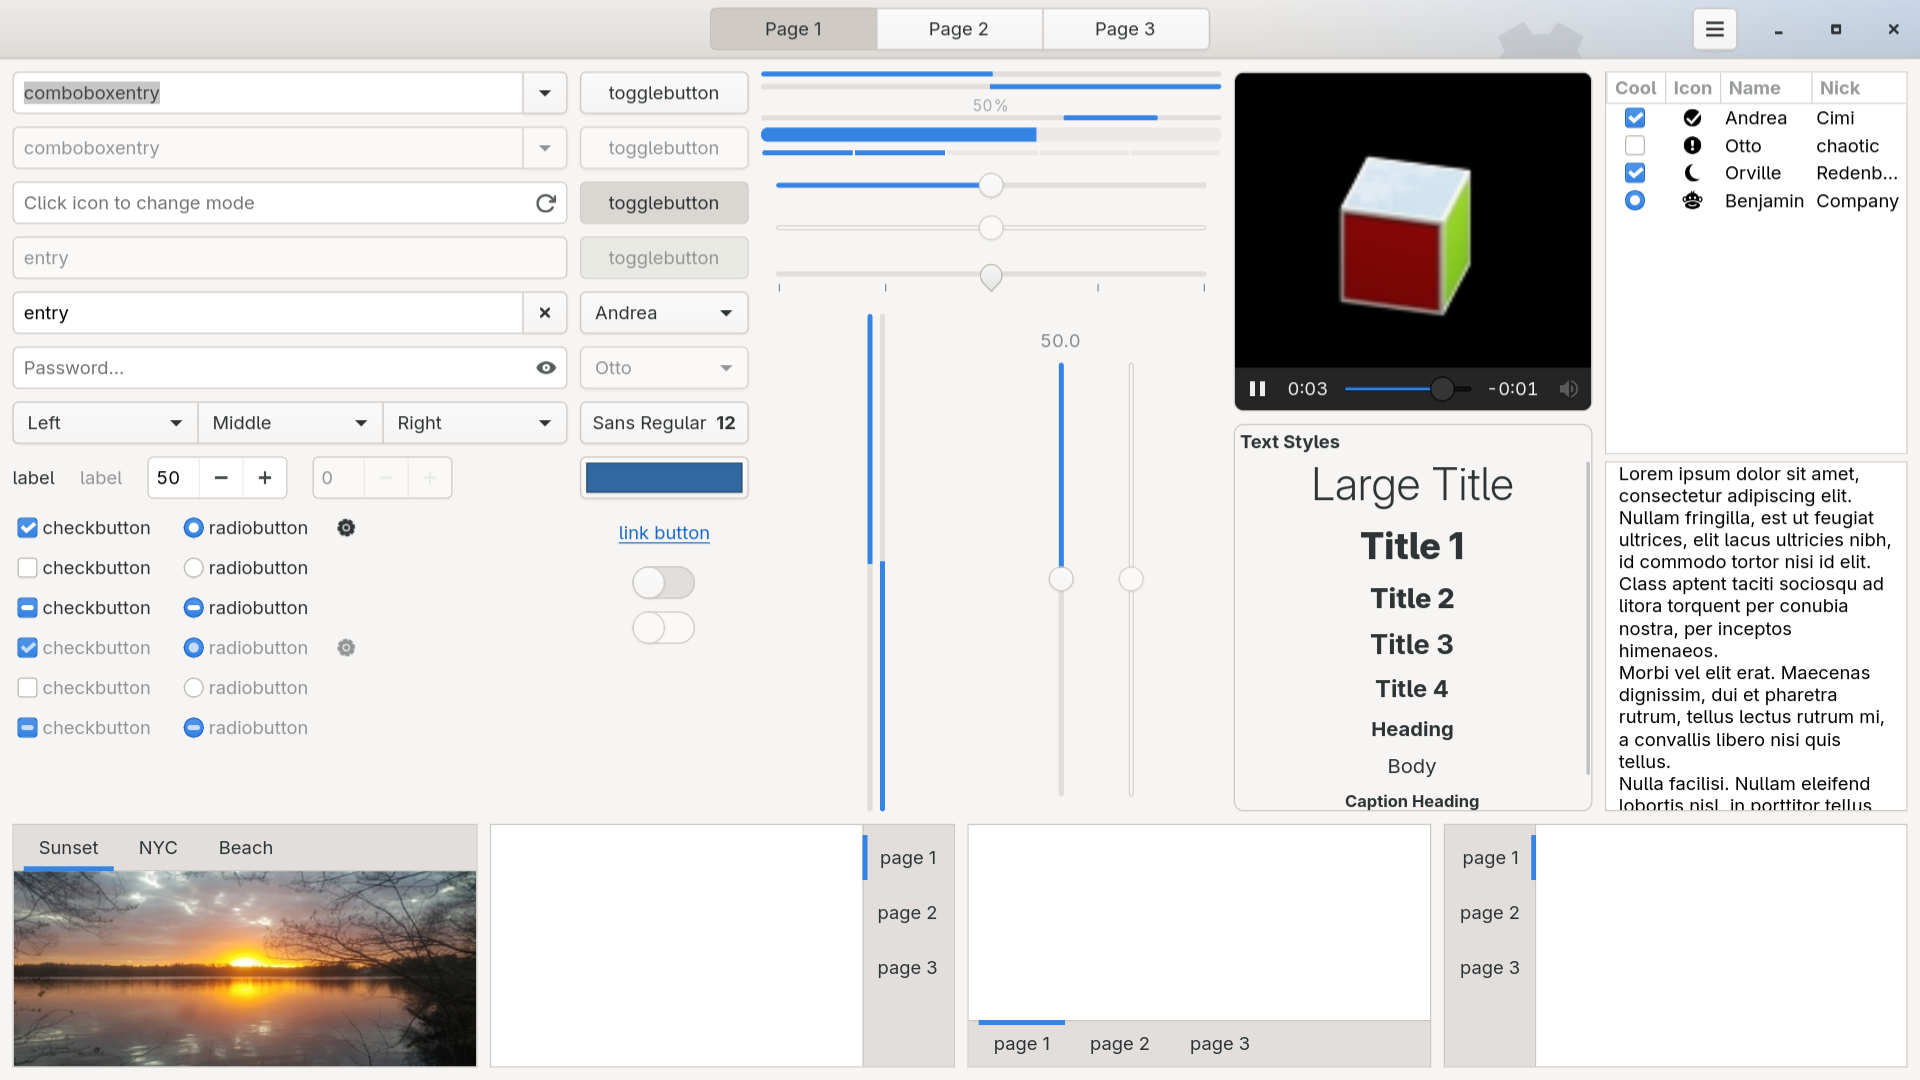 Page 1
Page 2
Page 3
comboboxentry
comboboxentry
Click icon to change mode
entry
entry
Password...
Left
Middle
Right
label
label
50
0
checkbutton
radiobutton
checkbutton
radiobutton
checkbutton
radiobutton
checkbutton
radiobutton
checkbutton
radiobutton
checkbutton
radiobutton
togglebutton
togglebutton
togglebutton
togglebutton
Andrea
Otto
Sans Regular 12
link button
50%
50.0
0:03
-0:01
Text Styles
Large Title
Title 1
Title 2
Title 3
Title 4
Heading
Body
Caption Heading
Cool Icon Name Nick
Andrea Cimi
Otto chaotic
Orville Redenb...
Benjamin Company
Lorem ipsum dolor sit amet,
consectetur adipiscing elit.
Nullam fringilla, est ut feugiat
ultrices, elit lacus ultricies nibh,
id commodo tortor nisi id elit.
Class aptent taciti sociosqu ad
litora torquent per conubia
nostra, per inceptos
himenaeos.
Morbi vel elit erat. Maecenas
dignissim, dui et pharetra
rutrum, tellus lectus rutrum mi,
a convallis libero nisi quis
tellus.
Nulla facilisi. Nullam eleifend
lobortis nisl, in porttitor tellus
Sunset
NYC
Beach
page 1
page 2
page 3
page 1
page 2
page 3
page 1
page 2
page 3